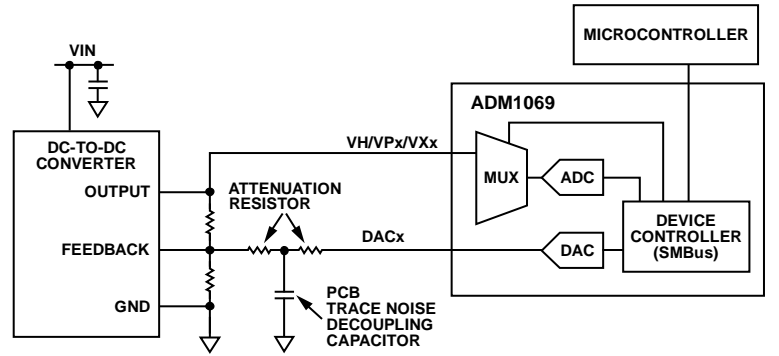 MICROCONTROLLER
VIN
ADM1069
DC-TO-DC
CONVERTER
VH/VPx/VXx
MUX
ADC
OUTPUT
ATTENUATION
RESISTOR
DEVICE
CONTROLLER
(SMBus)
FEEDBACK
DACx
DAC
GND
PCB
TRACE NOISE
DECOUPLING
CAPACITOR